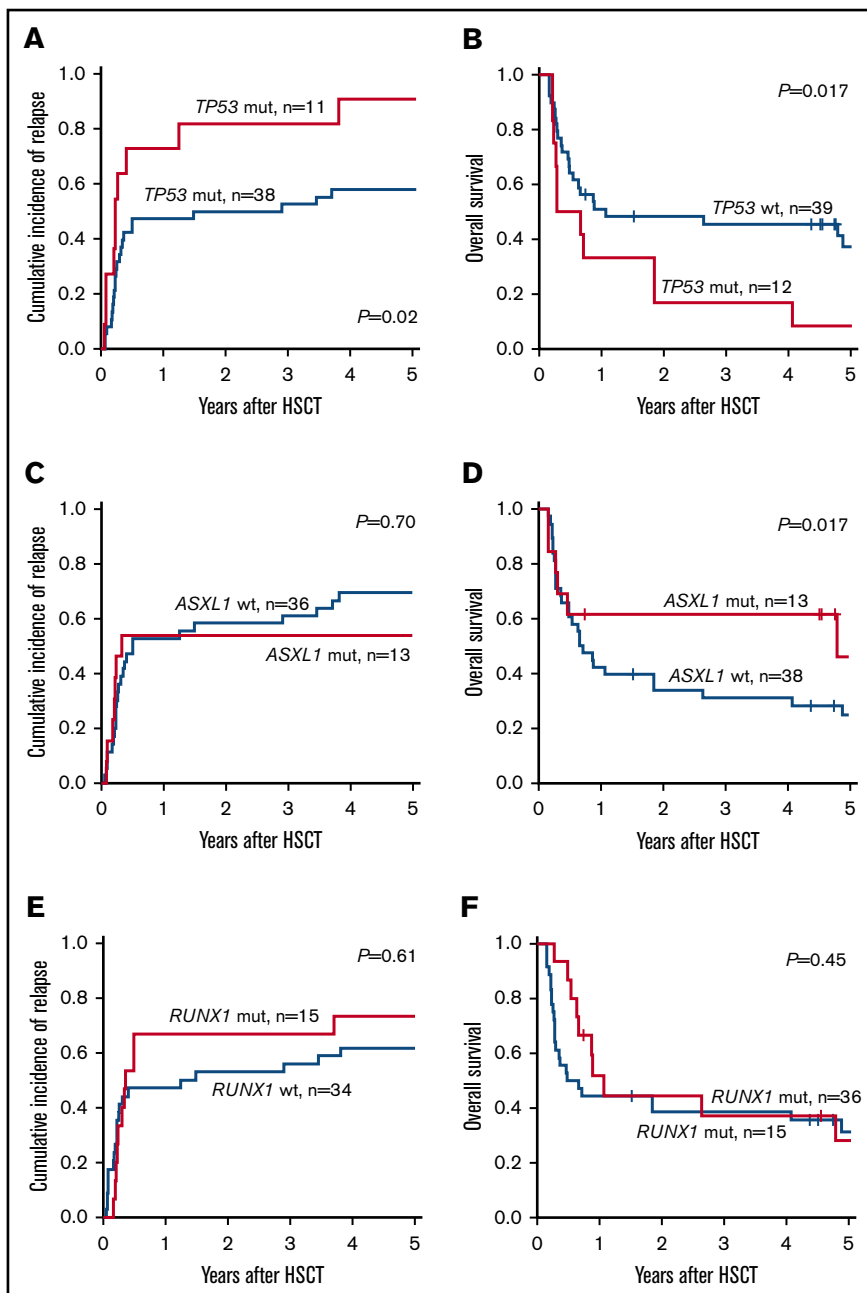 A
Cumulative incidence of relapse
1.0
0.8
0.6
0.4
0.2
0.0
TP53 mut, n=11
TP53 mut, n=38
P=0.02
0 1 2 3 4 5
Years after HSCT
B
Overall survival
1.0
0.8
0.6
0.4
0.2
0.0
P=0.017
TP53 wt, n=39
TP53 mut, n=12
0 1 2 3 4 5
Years after HSCT
C
Cumulative incidence of relapse
1.0
0.8
0.6
0.4
0.2
0.0
P=0.70
ASXL1 wt, n=36
ASXL1 mut, n=13
0 1 2 3 4 5
Years after HSCT
D
Overall survival
1.0
0.8
0.6
0.4
0.2
0.0
P=0.017
ASXL1 mut, n=13
ASXL1 wt, n=38
0 1 2 3 4 5
Years after HSCT
E
Cumulative incidence of relapse
1.0
0.8
0.6
0.4
0.2
0.0
P=0.61
RUNX1 mut, n=15
RUNX1 wt, n=34
0 1 2 3 4 5
Years after HSCT
F
Overall survival
1.0
0.8
0.6
0.4
0.2
0.0
P=0.45
RUNX1 mut, n=36
RUNX1 mut, n=15
0 1 2 3 4 5
Years after HSCT